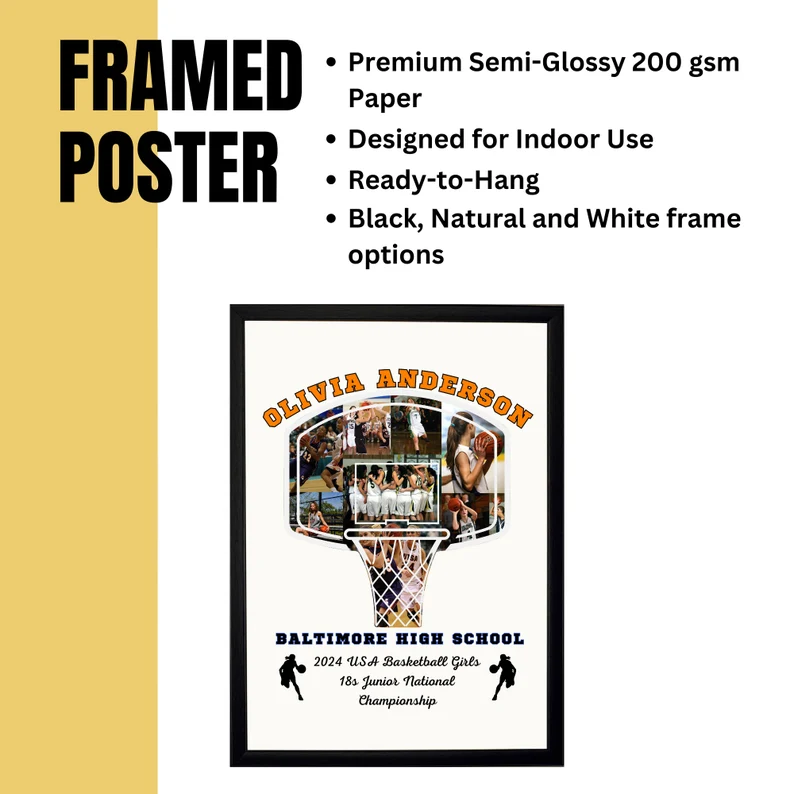 FRAMED
POSTER
• Premium Semi-Glossy 200 gsm
Paper
• Designed for Indoor Use
• Ready-to-Hang
• Black, Natural and White frame
options
OLIVIA ANDERSON
BALTIMORE HIGH SCHOOL
2024 USA Basketball Girls
18s Junior National
Championship